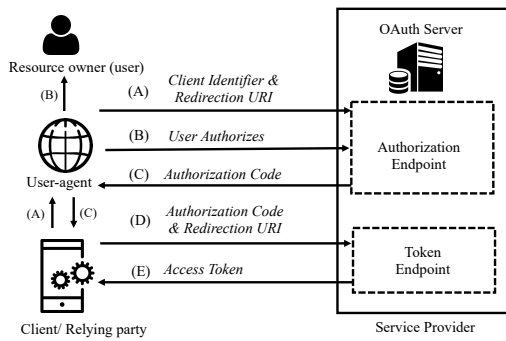 OAuth Server
Resource owner (user)
(A) Client Identifier &
Redirection URI
(B)
(B) User Authorizes
Authorization
Endpoint
(C) Authorization Code
User-agent
(A)
(C)
(D) Authorization Code
& Redirection URI
Token
Endpoint
(E) Access Token
Client/ Relying party
Service Provider